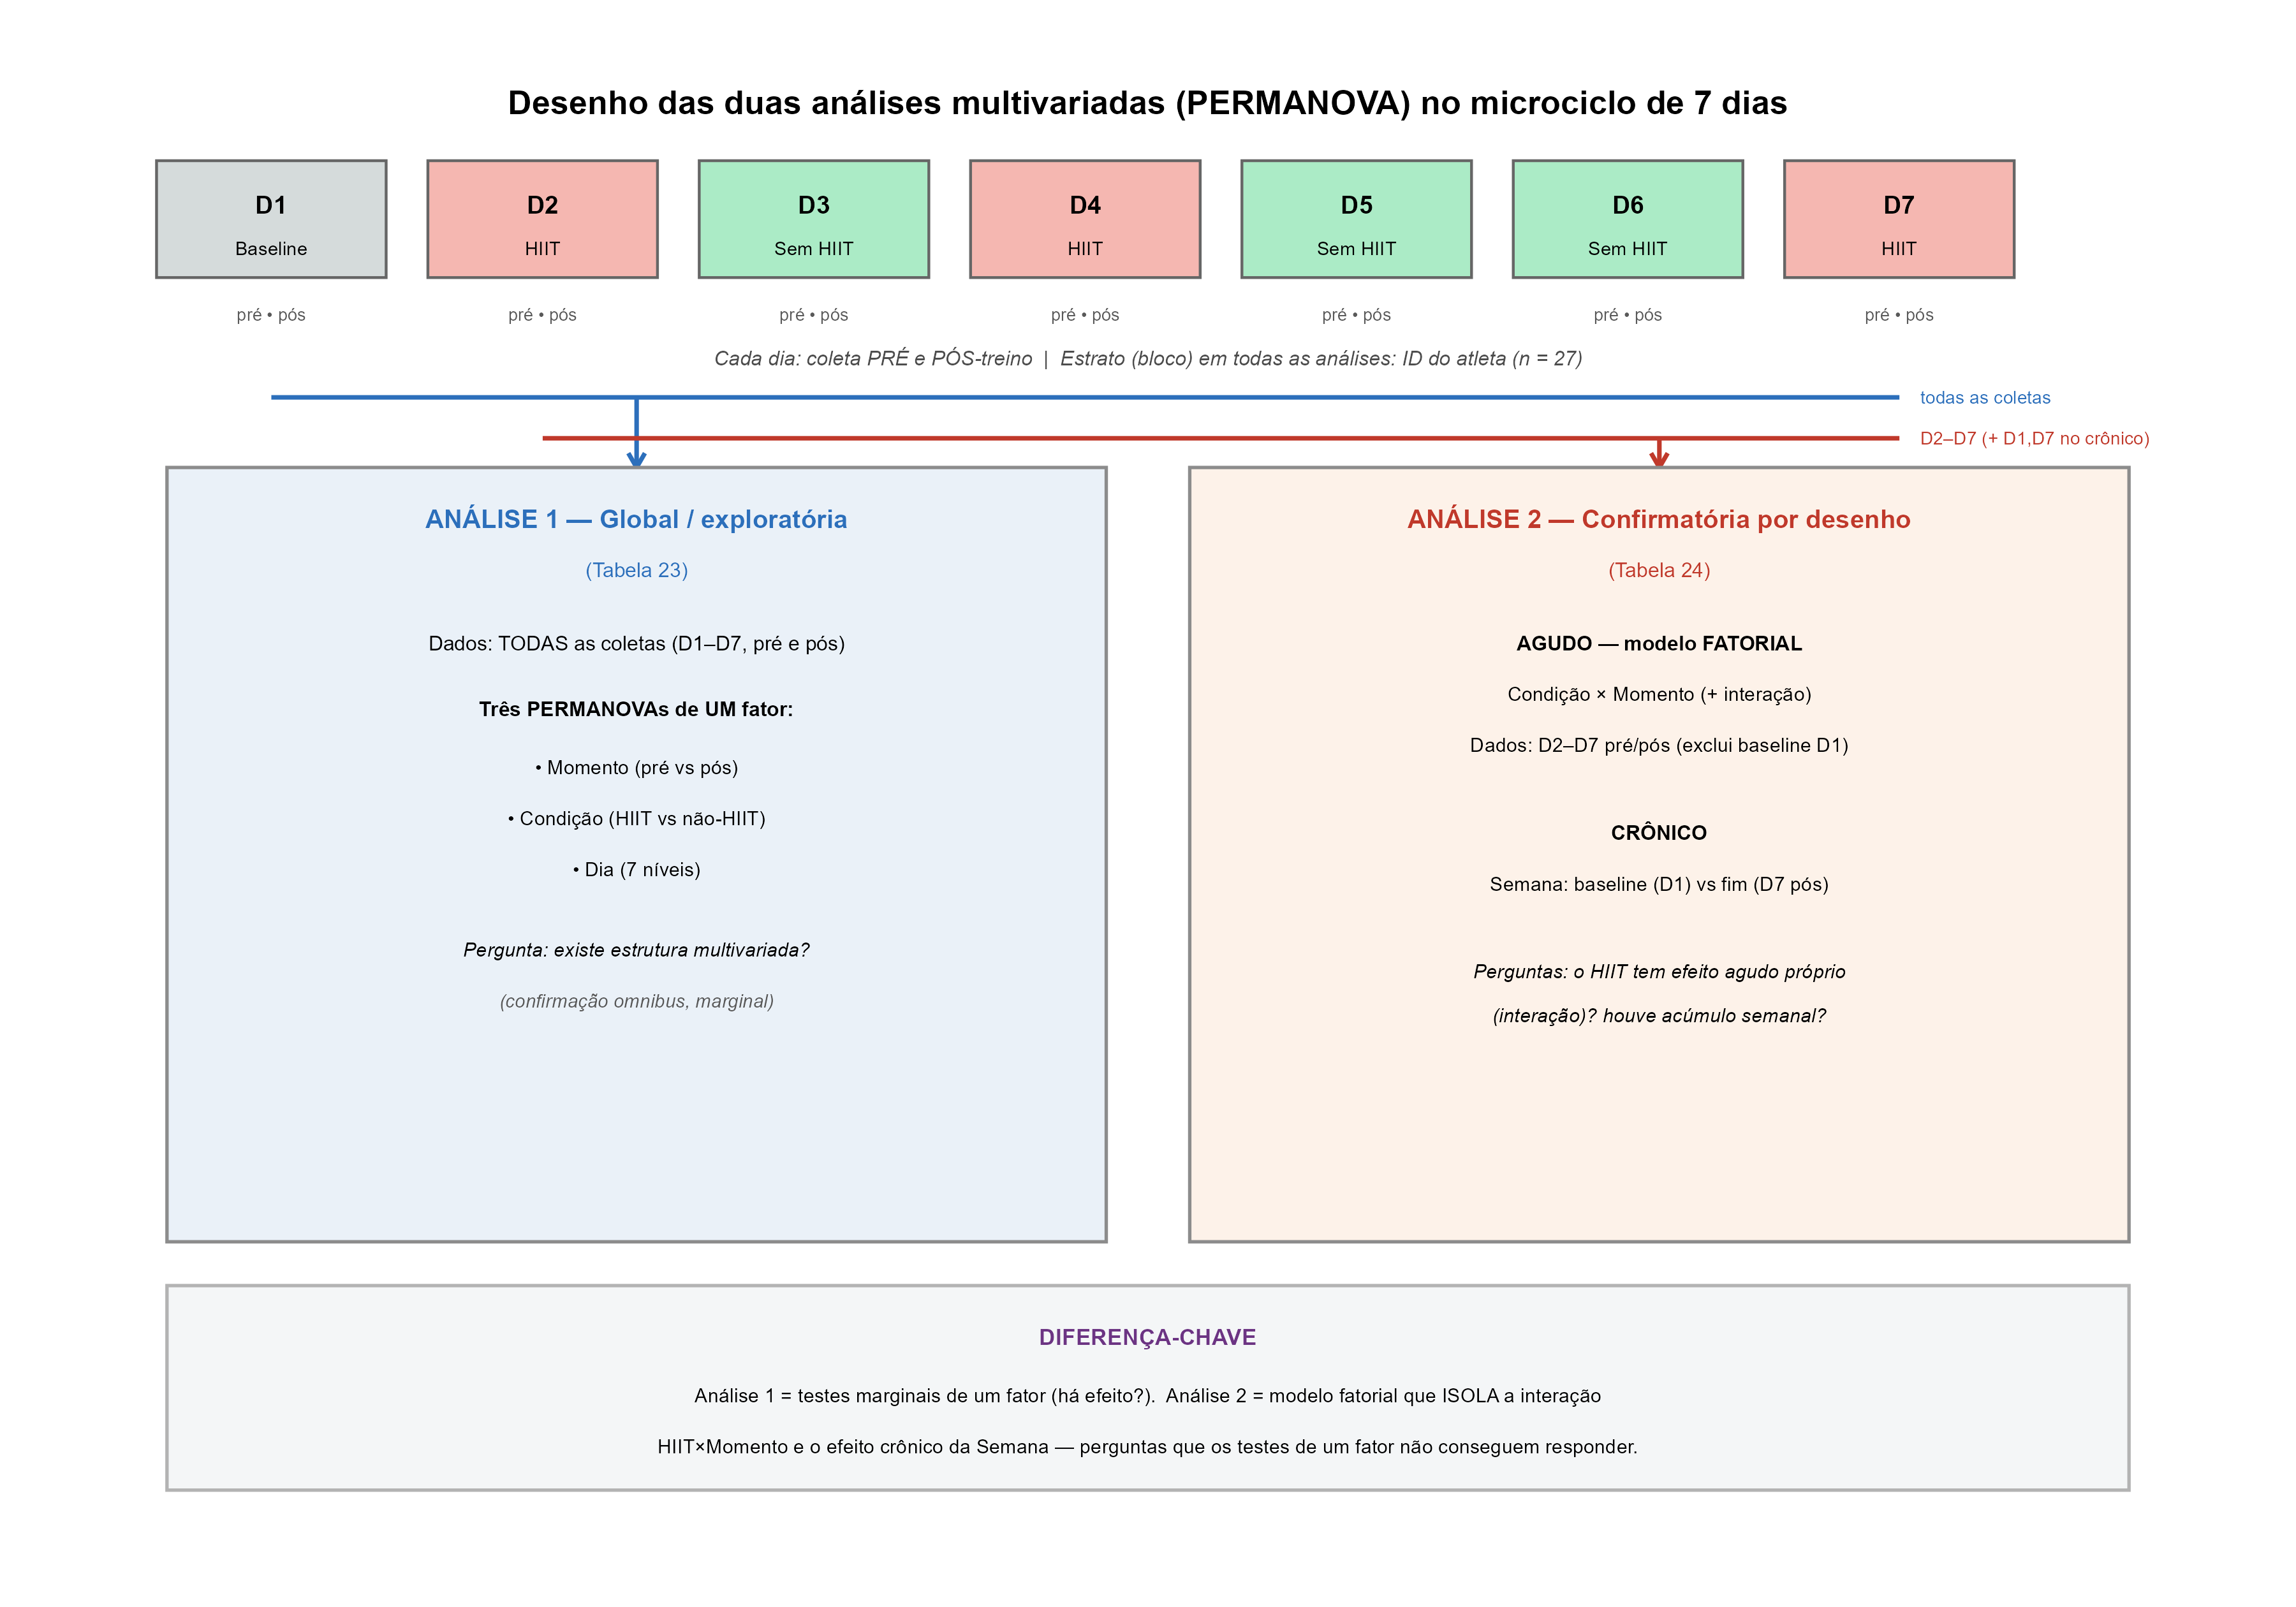 Desenho das duas análises multivariadas (PERMANOVA) no microciclo de 7 dias
D1
Baseline
D2
HIIT
D3
Sem HIIT
D4
HIIT
D5
Sem HIIT
D6
Sem HIIT
D7
HIIT
pré • pós
pré • pós
pré • pós
pré • pós
pré • pós
pré • pós
pré • pós
Cada dia: coleta PRÉ e PÓS-treino | Estrato (bloco) em todas as análises: ID do atleta (n = 27)
todas as coletas
D2–D7 (+ D1,D7 no crônico)
ANÁLISE 1 — Global / exploratória
(Tabela 23)
Dados: TODAS as coletas (D1–D7, pré e pós)
Três PERMANOVAs de UM fator:
• Momento (pré vs pós)
• Condição (HIIT vs não-HIIT)
• Dia (7 níveis)
Pergunta: existe estrutura multivariada?
(confirmação omnibus, marginal)
ANÁLISE 2 — Confirmatória por desenho
(Tabela 24)
AGUDO — modelo FATORIAL
Condição × Momento (+ interação)
Dados: D2–D7 pré/pós (exclui baseline D1)
CRÔNICO
Semana: baseline (D1) vs fim (D7 pós)
Perguntas: o HIIT tem efeito agudo próprio
(interação)? houve acúmulo semanal?
DIFERENÇA-CHAVE
Análise 1 = testes marginais de um fator (há efeito?). Análise 2 = modelo fatorial que ISOLA a interação
HIIT×Momento e o efeito crônico da Semana — perguntas que os testes de um fator não conseguem responder.